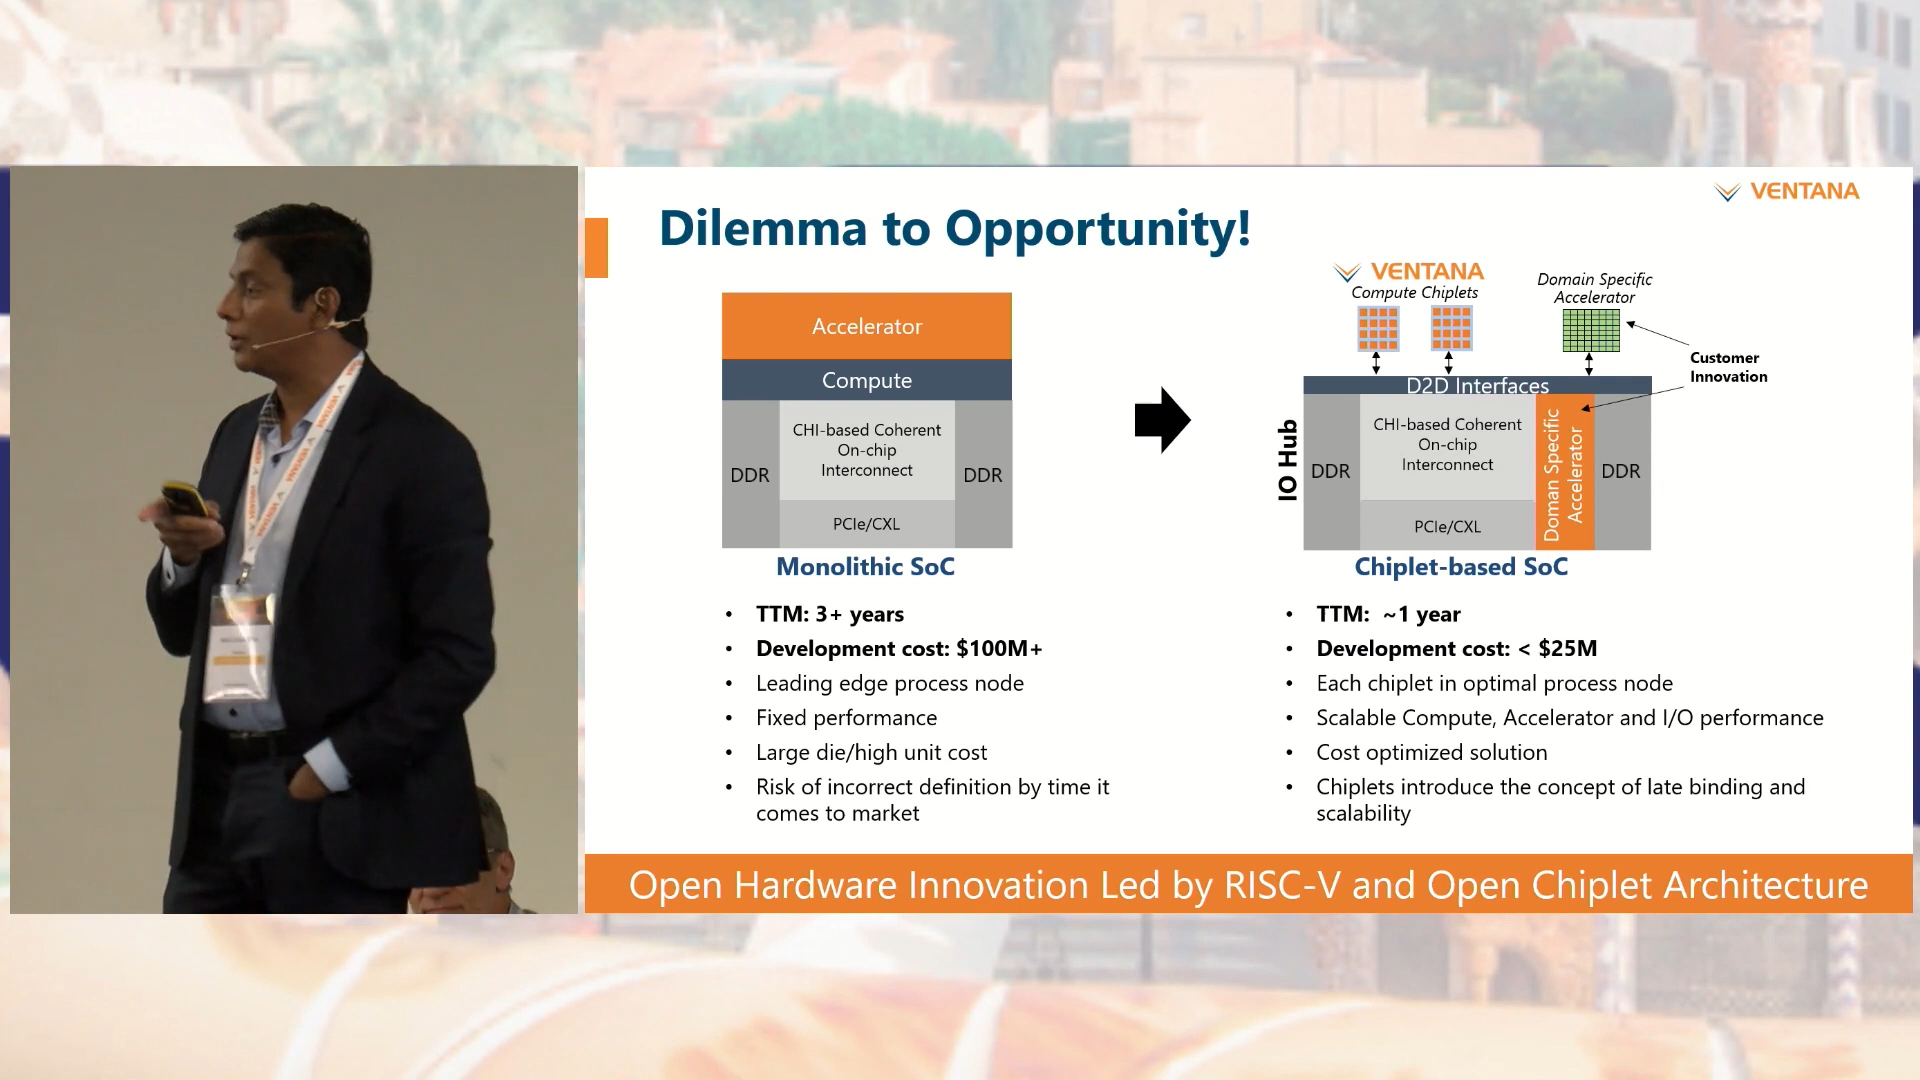 VENTANA
Dilemma to Opportunity!
Accelerator
Compute
DDR
CHI-based Coherent
On-chip
Interconnect
DDR
PCIe/CXL
Monolithic SoC
• TTM: 3+ years
• Development cost: $100M+
• Leading edge process node
• Fixed performance
• Large die/high unit cost
• Risk of incorrect definition by time it
comes to market
VENTANA
Compute Chiplets
Domain Specific
Accelerator
Customer
Innovation
D2D Interfaces
IO Hub
DDR
CHI-based Coherent
On-chip
Interconnect
PCIe/CXL
Doman Specific
Accelerator
DDR
Chiplet-based SoC
• TTM: ~1 year
• Development cost: < $25M
• Each chiplet in optimal process node
• Scalable Compute, Accelerator and I/O performance
• Cost optimized solution
• Chiplets introduce the concept of late binding and
scalability
Open Hardware Innovation Led by RISC-V and Open Chiplet Architecture
VENTANA
VENTANA
VENTANA